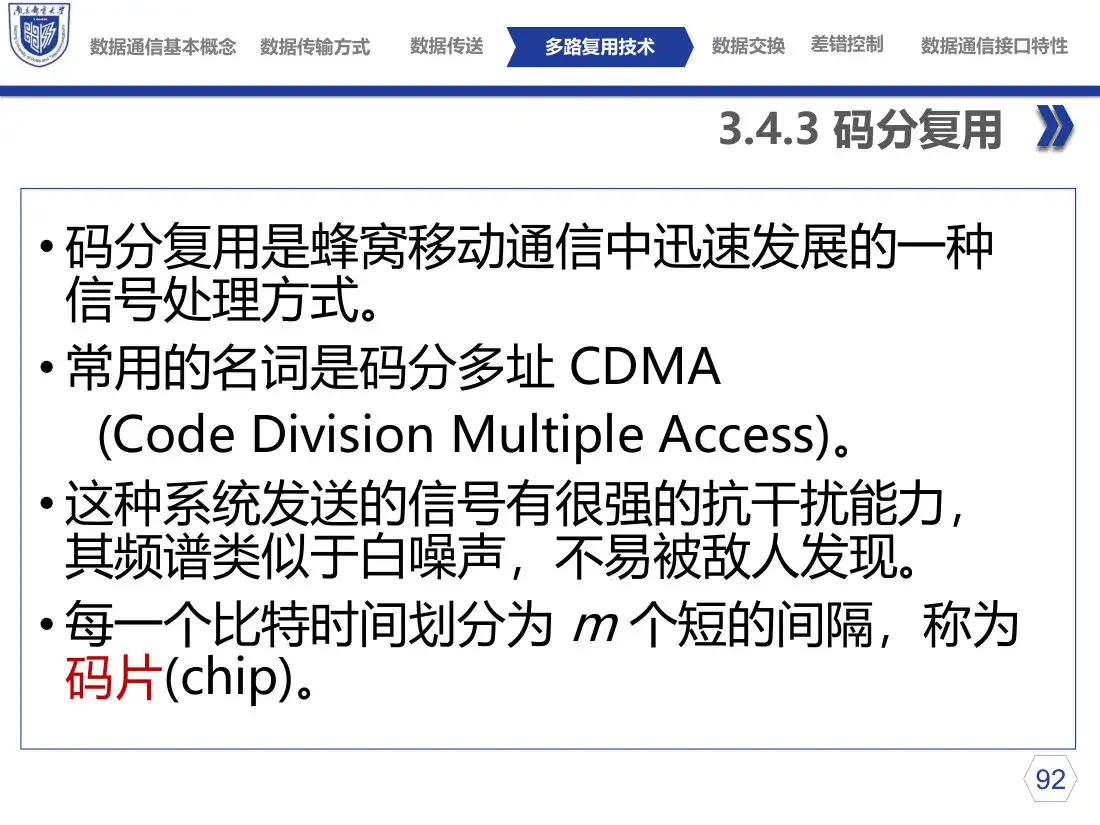 南京邮电大学
数据通信基本概念 数据传输方式 数据传送 多路复用技术 数据交换 差错控制 数据通信接口特性
3.4.3 码分复用
• 码分复用是蜂窝移动通信中迅速发展的一种
信号处理方式。
• 常用的名词是码分多址 CDMA
(Code Division Multiple Access)。
• 这种系统发送的信号有很强的抗干扰能力，
其频谱类似于白噪声，不易被敌人发现。
• 每一个比特时间划分为 m 个短的间隔，称为
码片(chip)。
92